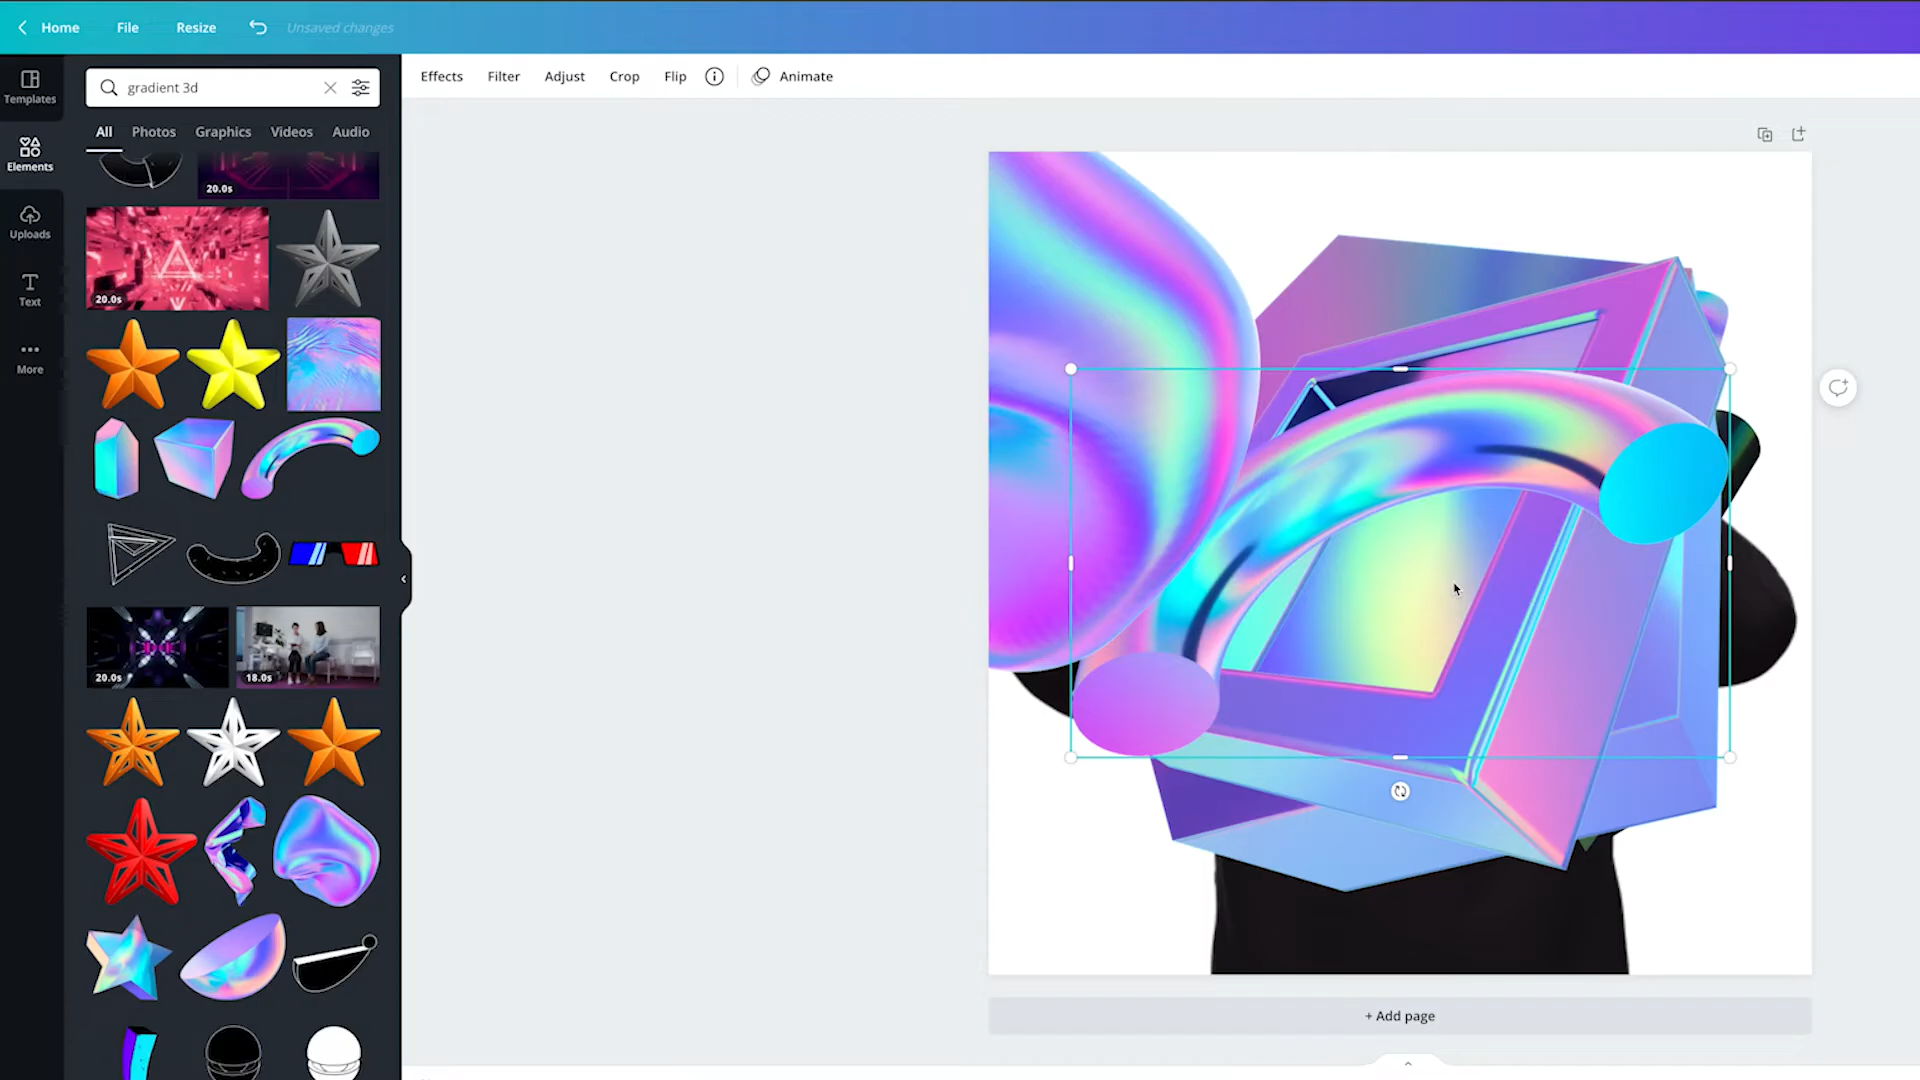 Home File Resize Unsaved changes
Templates
Elements
Uploads
Text
More
gradient 3d
All Photos Graphics Videos Audio
20.0s
20.0s
20.0s 18.0s
Effects Filter Adjust Crop Flip Animate
+ Add page